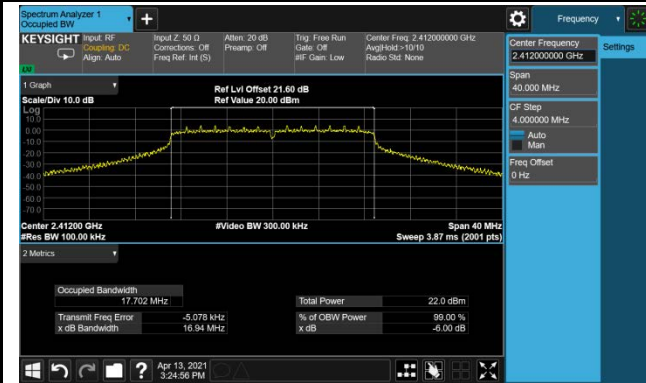 Spectrum Analyzer 1
Occupied BW
Frequency
KEYSIGHT
Input: RF
Coupling: DC
Align: Auto
Input Z: 50 Ω
Corrections: Off
Freq Ref: Int (S)
Atten: 20 dB
Preamp: Off
Trig: Free Run
Gate: Off
#IF Gain: Low
Center Freq: 2.412000000 GHz
Avg|Hold:>10/10
Radio Std: None
Center Frequency
2.412000000 GHz
Settings
Span
40.000 MHz
CF Step
4.000000 MHz
Auto
Man
Freq Offset
0 Hz
1 Graph
Scale/Div 10.0 dB
Ref Lvl Offset 21.60 dB
Ref Value 20.00 dBm
Log
10.0
0.00
-10.0
-20.0
-30.0
-40.0
-50.0
-60.0
-70.0
Center 2.41200 GHz
#Res BW 100.00 kHz
#Video BW 300.00 kHz
Span 40 MHz
Sweep 3.87 ms (2001 pts)
2 Metrics
Occupied Bandwidth
17.702 MHz
Total Power 22.0 dBm
Transmit Freq Error -5.078 kHz
% of OBW Power 99.00 %
x dB Bandwidth 16.94 MHz
x dB -6.00 dB
Apr 13, 2021
3:24:56 PM